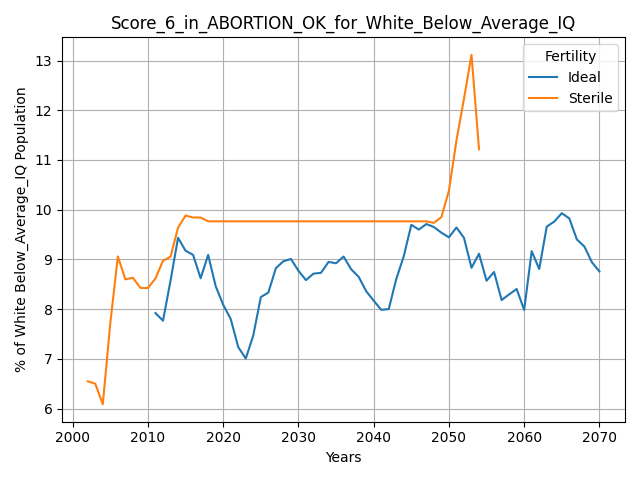 Score_6_in_ABORTION_OK_for_White_Below_Average_IQ
Fertility
Ideal
Sterile
% of White Below_Average_IQ Population
13
12
11
10
9
8
7
6
2000 2010 2020 2030 2040 2050 2060 2070
Years